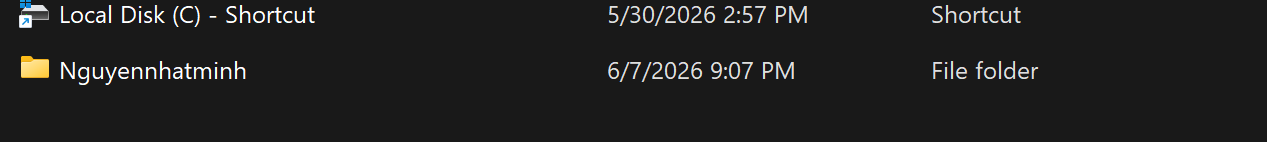 Local Disk (C) - Shortcut 5/30/2026 2:57 PM Shortcut
Nguyennhatminh 6/7/2026 9:07 PM File folder